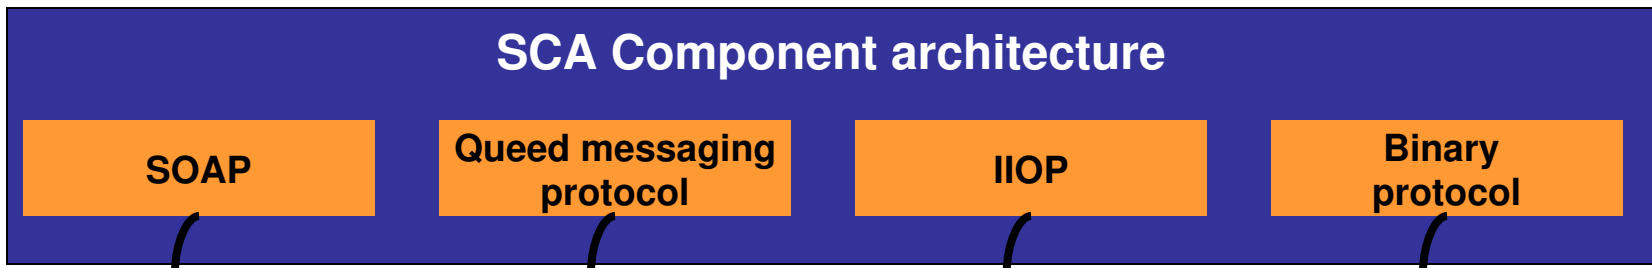 SCA Component architecture
SOAP
Queed messaging
protocol
IIOP
Binary
protocol